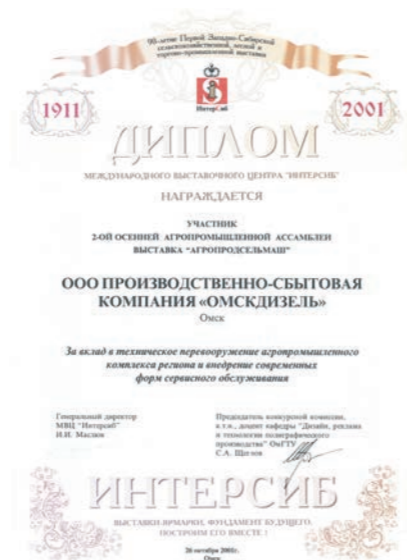 90-летие Первой Западно-Сибирской
сельскохозяйственной, лесной и
торгово-промышленной выставки
1911
2001
ИнтерСиб
ДИПЛОМ
МЕЖДУНАРОДНОГО ВЫСТАВОЧНОГО ЦЕНТРА "ИНТЕРСИБ"
НАГРАЖДАЕТСЯ
УЧАСТНИК
2-ОЙ ОСЕННЕЙ АГРОПРОМЫШЛЕННОЙ АССАМБЛЕИ
ВЫСТАВКА "АГРОПРОДСЕЛЬМАШ"
ООО ПРОИЗВОДСТВЕННО-СБЫТОВАЯ
КОМПАНИЯ «ОМСКДИЗЕЛЬ»
Омск
За вклад в техническое перевооружение агропромышленного
комплекса региона и внедрение современных
форм сервисного обслуживания
Генеральный директор
МВЦ "Интерсиб"
И.И. Маслюк
Председатель конкурсной комиссии,
к.т.н., доцент кафедры "Дизайн, реклама
и технология полиграфического
производства" ОмГТУ
С.А. Щеглов
ИНТЕРСИБ
ВЫСТАВКИ-ЯРМАРКИ. ФУНДАМЕНТ БУДУЩЕГО.
ПОСТРОИМ ЕГО ВМЕСТЕ !
26 октября 2001г.
Омск